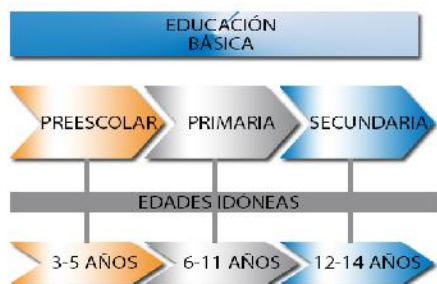 EDUCACIÓN
BÁSICA
PREESCOLAR PRIMARIA SECUNDARIA
EDADES IDÓNEAS
3-5 AÑOS 6-11 AÑOS 12-14 AÑOS